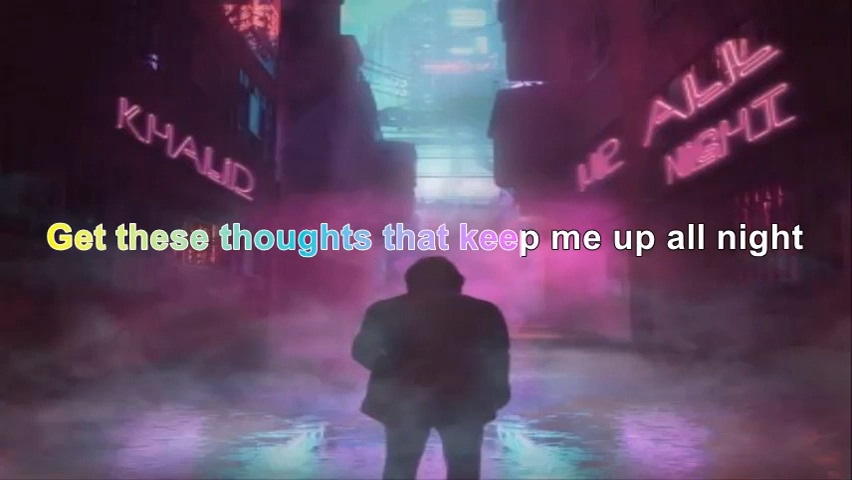 KHALID
UP ALL
NIGHT
Get these thoughts that keep me up all night